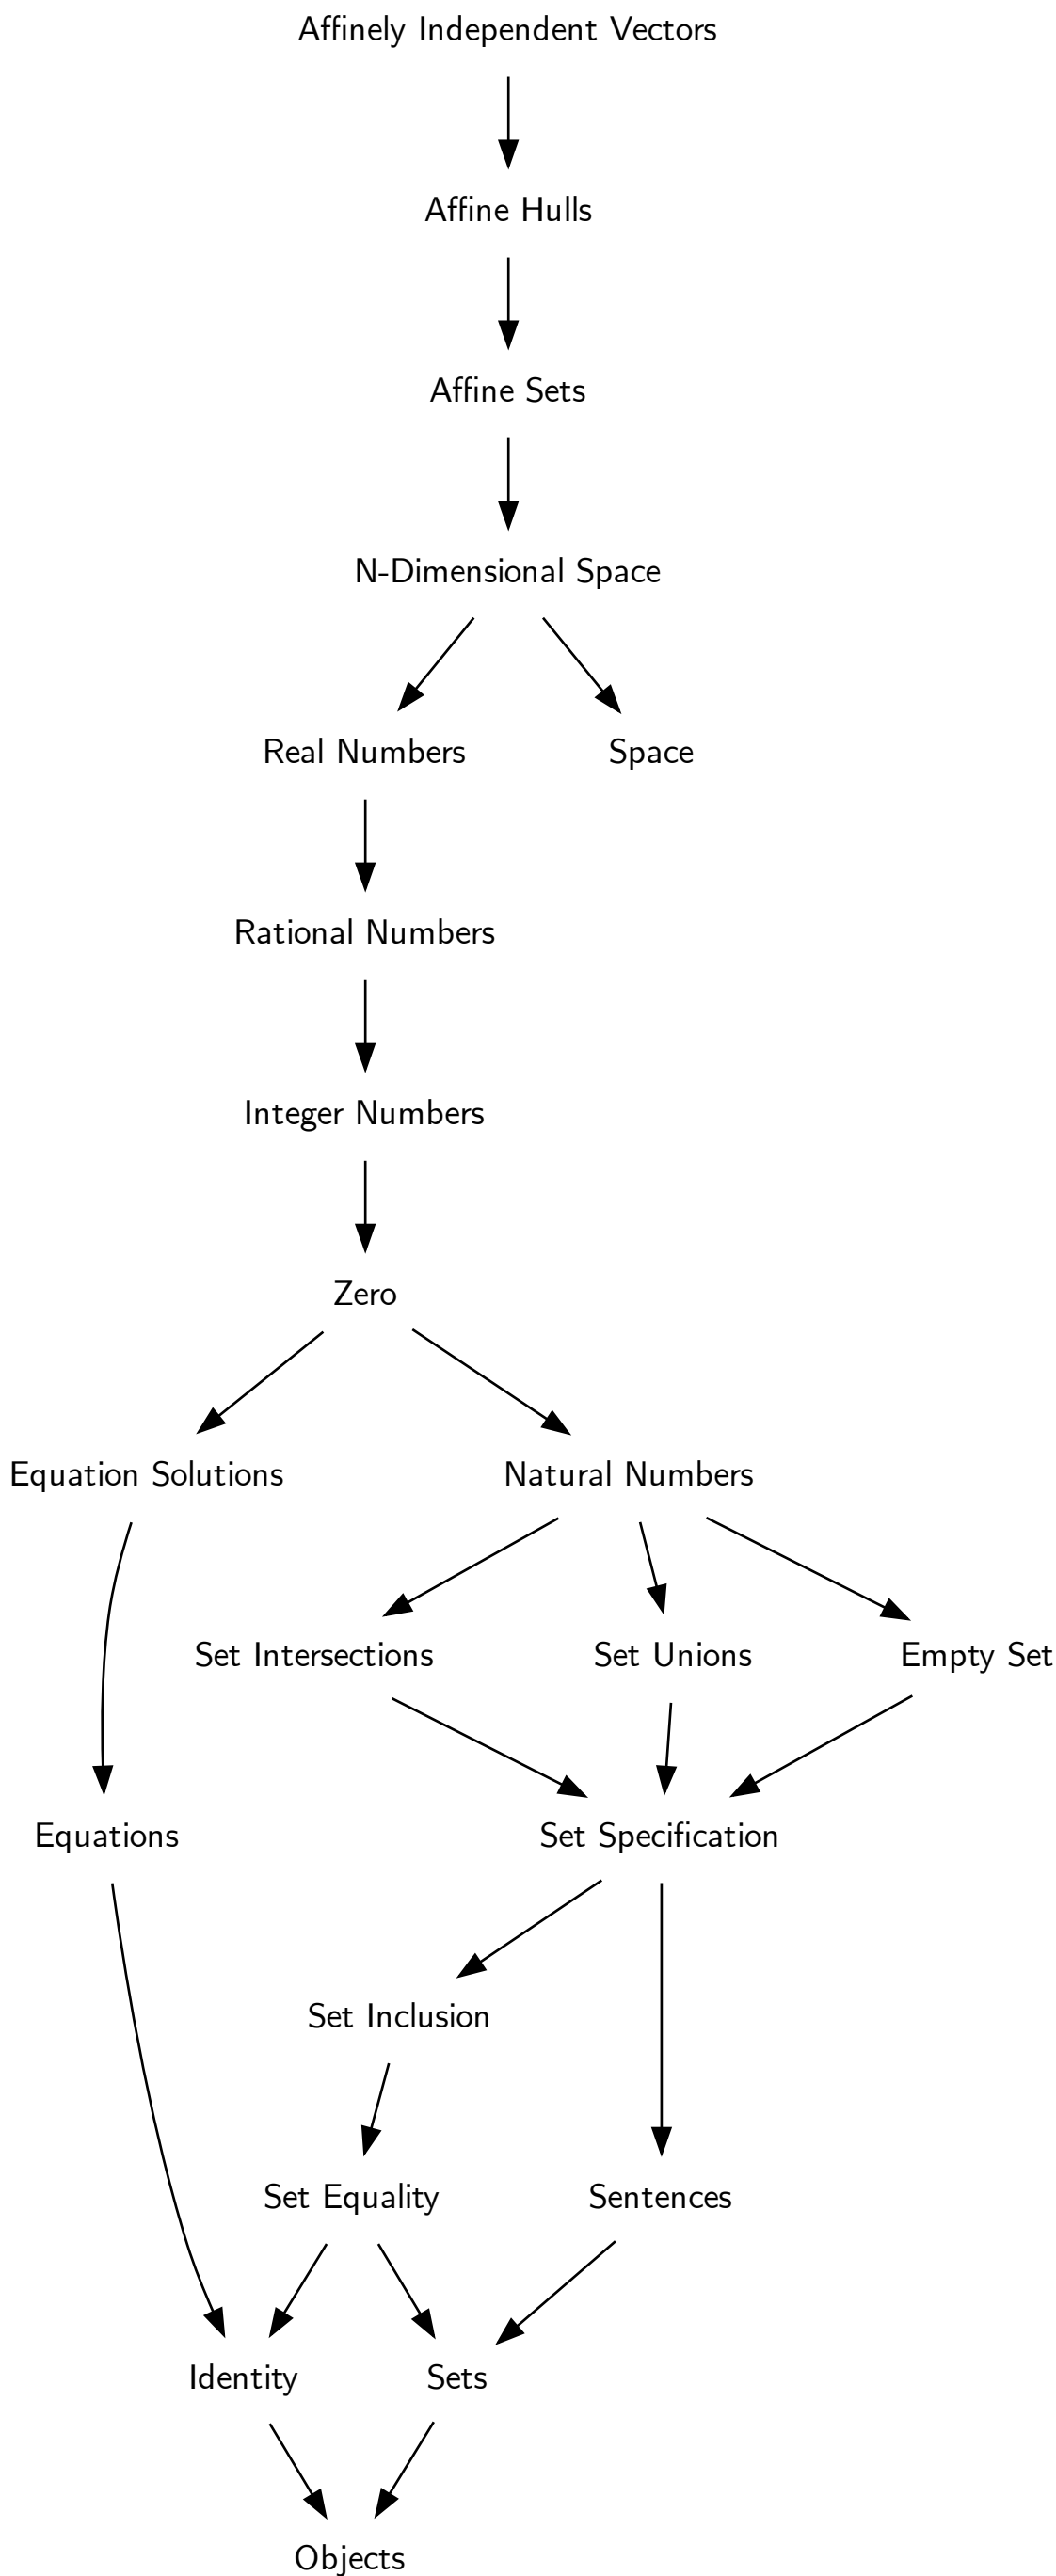 Affinely Independent Vectors
Affine Hulls
Affine Sets
N-Dimensional Space
Real Numbers
Space
Rational Numbers
Integer Numbers
Zero
Equation Solutions
Natural Numbers
Set Intersections
Set Unions
Empty Set
Equations
Set Specification
Set Inclusion
Set Equality
Sentences
Identity
Sets
Objects